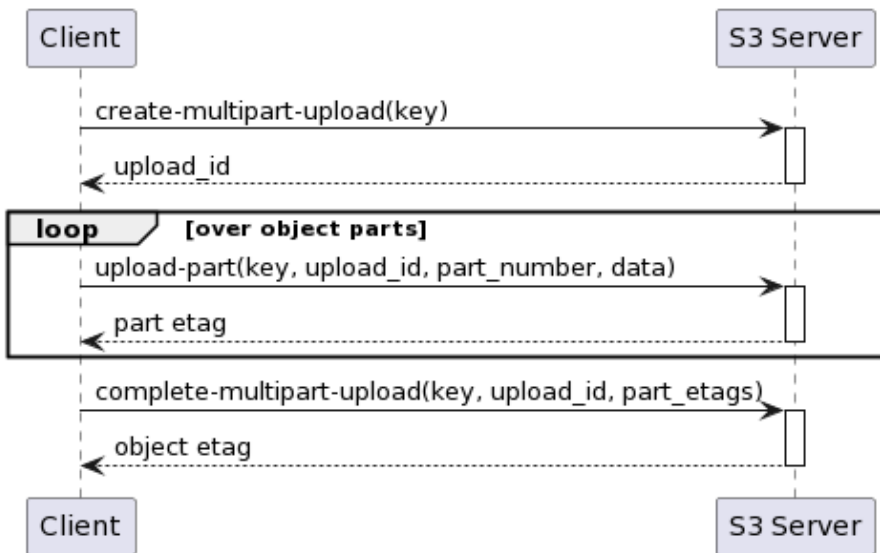 Client S3 Server
create-multipart-upload(key)
upload_id
loop [over object parts]
upload-part(key, upload_id, part_number, data)
part etag
complete-multipart-upload(key, upload_id, part_etags)
object etag
Client S3 Server